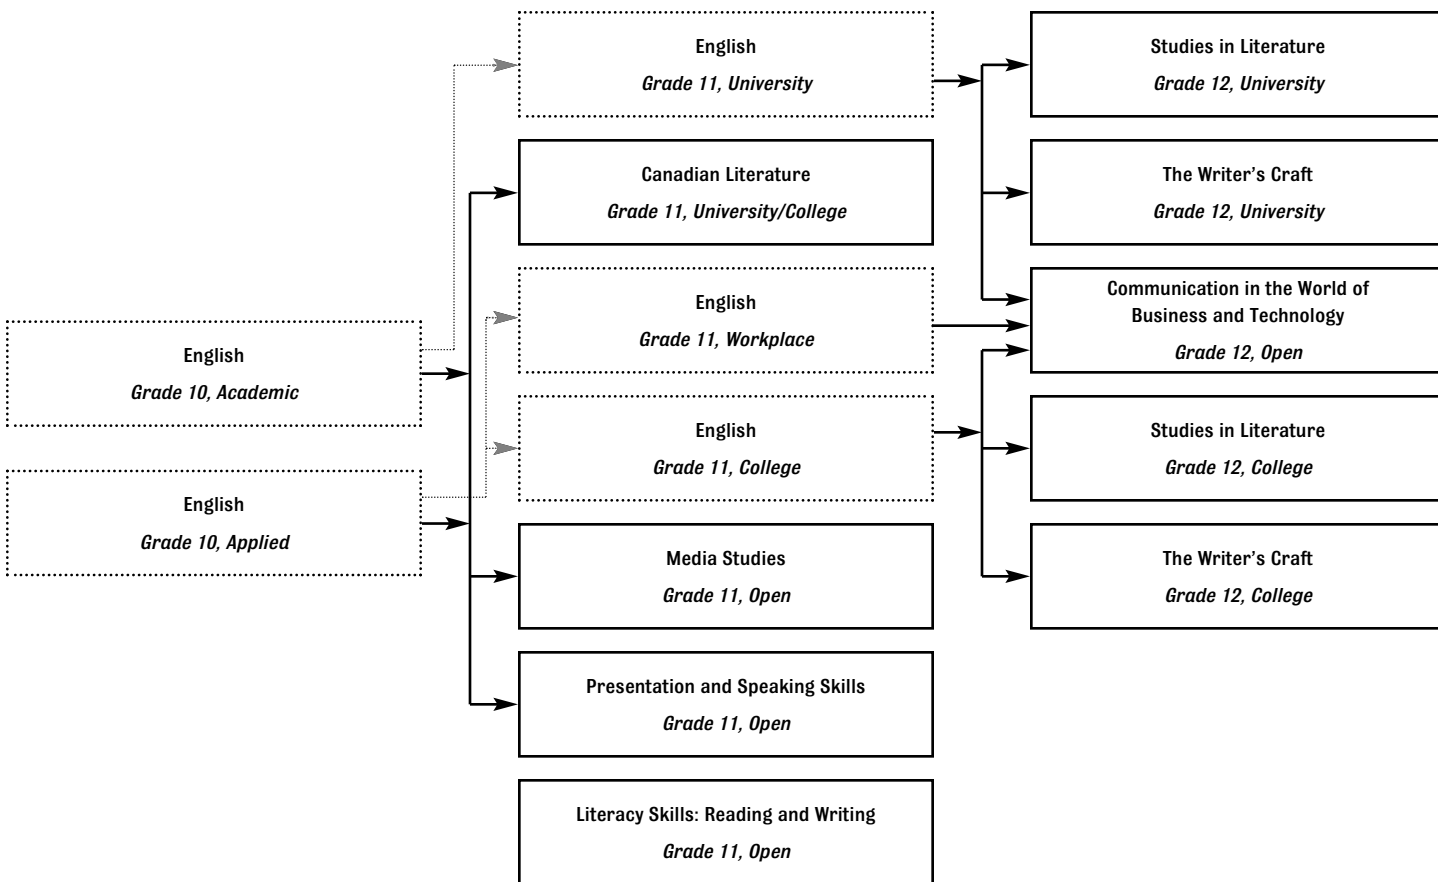 English
Grade 10, Academic
English
Grade 10, Applied
English
Grade 11, University
Canadian Literature
Grade 11, University/College
English
Grade 11, Workplace
English
Grade 11, College
Media Studies
Grade 11, Open
Presentation and Speaking Skills
Grade 11, Open
Literacy Skills: Reading and Writing
Grade 11, Open
Studies in Literature
Grade 12, University
The Writer’s Craft
Grade 12, University
Communication in the World of
Business and Technology
Grade 12, Open
Studies in Literature
Grade 12, College
The Writer’s Craft
Grade 12, College